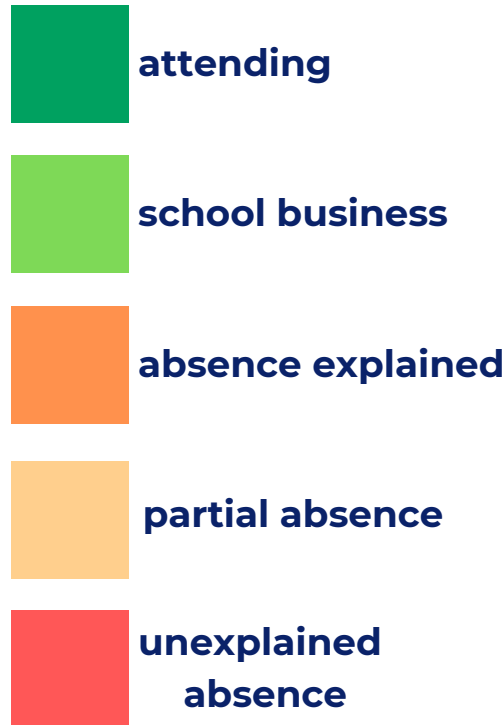 attending
school business
absence explained
partial absence
unexplained
absence